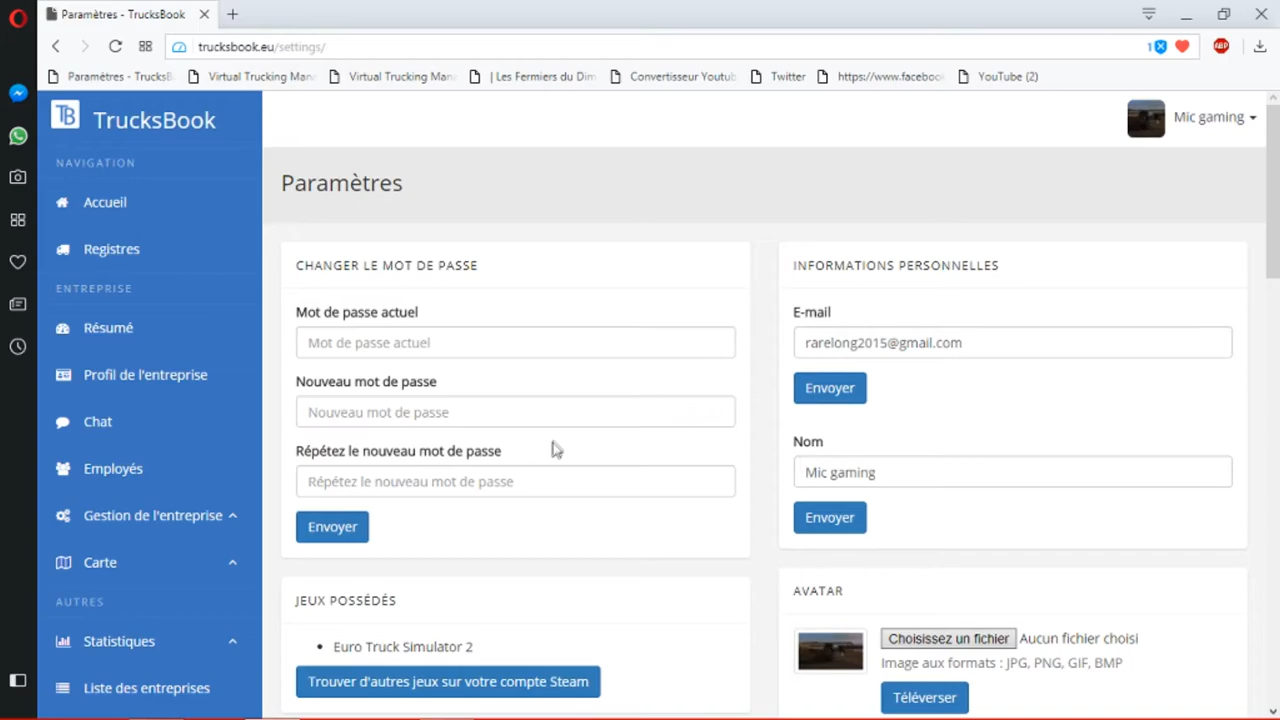 Paramètres - TrucksBook
trucksbook.eu/settings/
1
ABP
Paramètres - TrucksB
Virtual Trucking Man
Virtual Trucking Man
| Les Fermiers du Dim
Convertisseur Youtub
Twitter
https://www.faceboo
YouTube (2)
TB TrucksBook
Mic gaming
NAVIGATION
Accueil
Registres
ENTREPRISE
Résumé
Profil de l'entreprise
Chat
Employés
Gestion de l'entreprise
Carte
AUTRES
Statistiques
Liste des entreprises
Paramètres
CHANGER LE MOT DE PASSE
Mot de passe actuel
Mot de passe actuel
Nouveau mot de passe
Nouveau mot de passe
Répétez le nouveau mot de passe
Répétez le nouveau mot de passe
Envoyer
JEUX POSSÉDÉS
Euro Truck Simulator 2
Trouver d'autres jeux sur votre compte Steam
INFORMATIONS PERSONNELLES
E-mail
rarelong2015@gmail.com
Envoyer
Nom
Mic gaming
Envoyer
AVATAR
Choisissez un fichier Aucun fichier choisi
Image aux formats : JPG, PNG, GIF, BMP
Téléverser